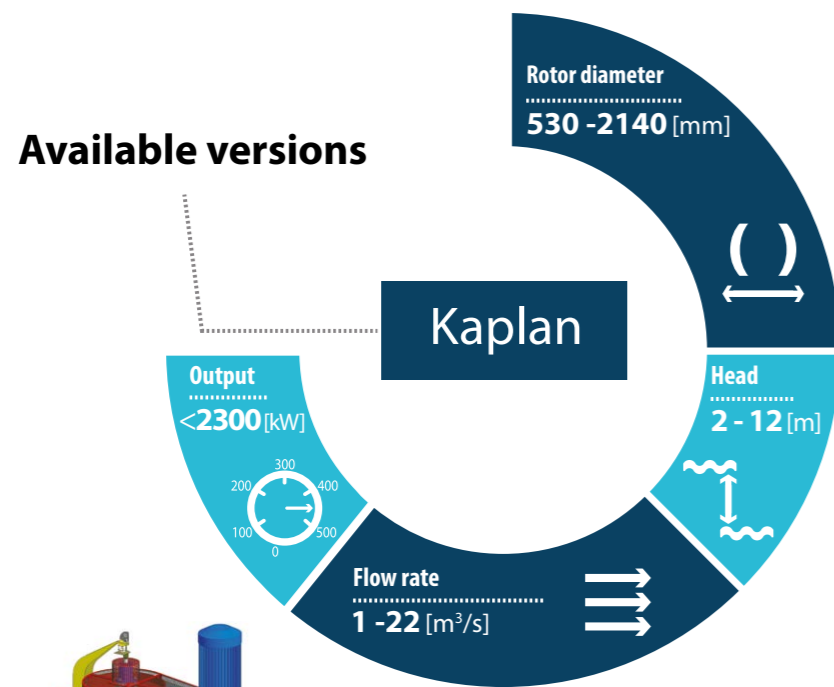 Available versions
Kaplan
Rotor diameter
530 -2140 [mm]
Head
2 - 12 [m]
Flow rate
1 -22 [m³/s]
Output
<2300 [kW]
0
100
200
300
400
500